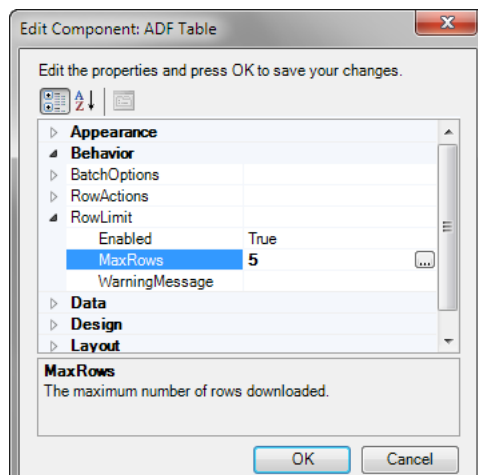 Edit Component: ADF Table
Edit the properties and press OK to save your changes.
A
Z
Appearance
Behavior
BatchOptions
RowActions
RowLimit
Enabled True
MaxRows 5 ...
WarningMessage
Data
Design
Layout
MaxRows
The maximum number of rows downloaded.
OK Cancel